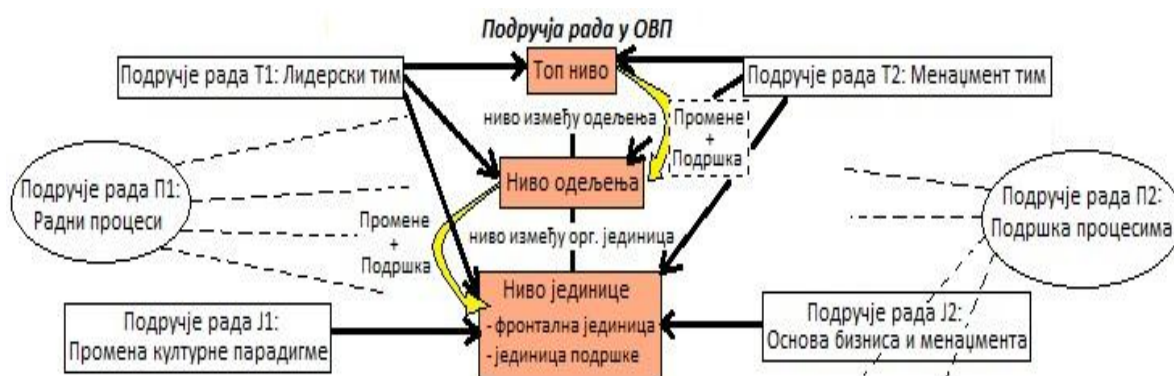 Подручја рада у ОВП
Подручје рада Т1: Лидерски тим
Топ ниво
Подручје рада Т2: Менаџмент тим
ниво између одељења
Промене
+
Подршка
Подручје рада П1:
Радни процеси
Ниво одељења
Подручје рада П2:
Подршка процесима
Промене
+
Подршка
ниво између орг. јединица
Ниво јединице
- фронтална јединица
- јединица подршке
Подручје рада Ј1:
Промена културне парадигме
Подручје рада Ј2:
Основа бизниса и менаџмента